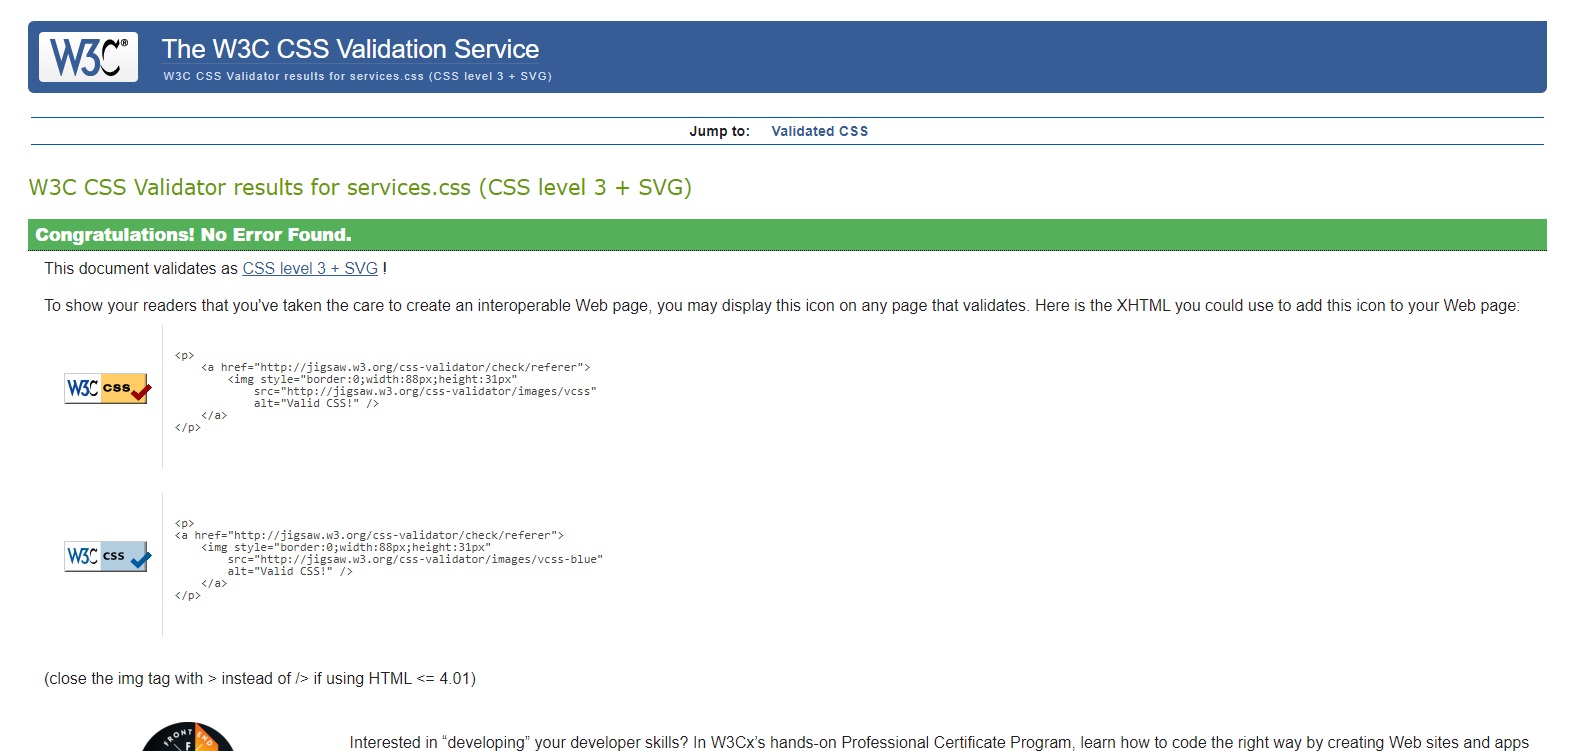 W3C®
The W3C CSS Validation Service
W3C CSS Validator results for services.css (CSS level 3 + SVG)
Jump to: Validated CSS
W3C CSS Validator results for services.css (CSS level 3 + SVG)
Congratulations! No Error Found.
This document validates as CSS level 3 + SVG !
To show your readers that you've taken the care to create an interoperable Web page, you may display this icon on any page that validates. Here is the XHTML you could use to add this icon to your Web page:
W3C css
<p>
    <a href="http://jigsaw.w3.org/css-validator/check/referer">
        <img style="border:0;width:88px;height:31px"
            src="http://jigsaw.w3.org/css-validator/images/vcss"
            alt="Valid CSS!" />
    </a>
</p>
W3C css
<p>
<a href="http://jigsaw.w3.org/css-validator/check/referer">
    <img style="border:0;width:88px;height:31px"
        src="http://jigsaw.w3.org/css-validator/images/vcss-blue"
        alt="Valid CSS!" />
    </a>
</p>
(close the img tag with > instead of /> if using HTML <= 4.01)
FRONT END
F
Interested in “developing” your developer skills? In W3Cx’s hands-on Professional Certificate Program, learn how to code the right way by creating Web sites and apps